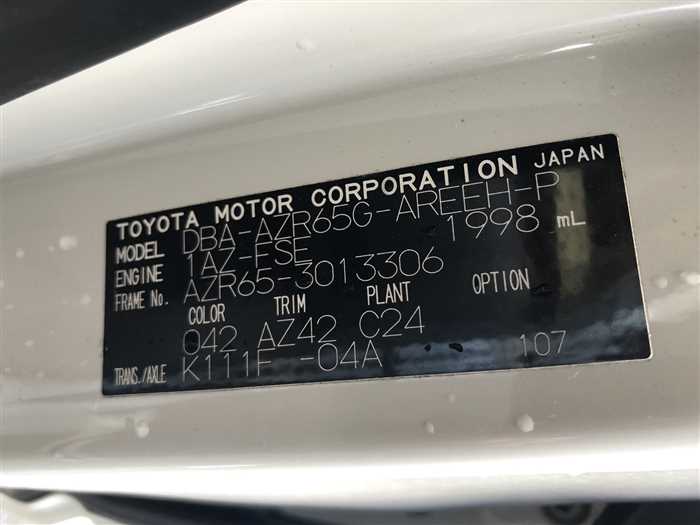 TOYOTA MOTOR CORPORATION JAPAN
MODEL DBA-AZR65G-AREEH-P
ENGINE 1AZ-FSE 1998 mL
FRAME No. AZR65-3013306
COLOR TRIM PLANT OPTION
042 AZ42 C24
TRANS./AXLE K111F -04A 107